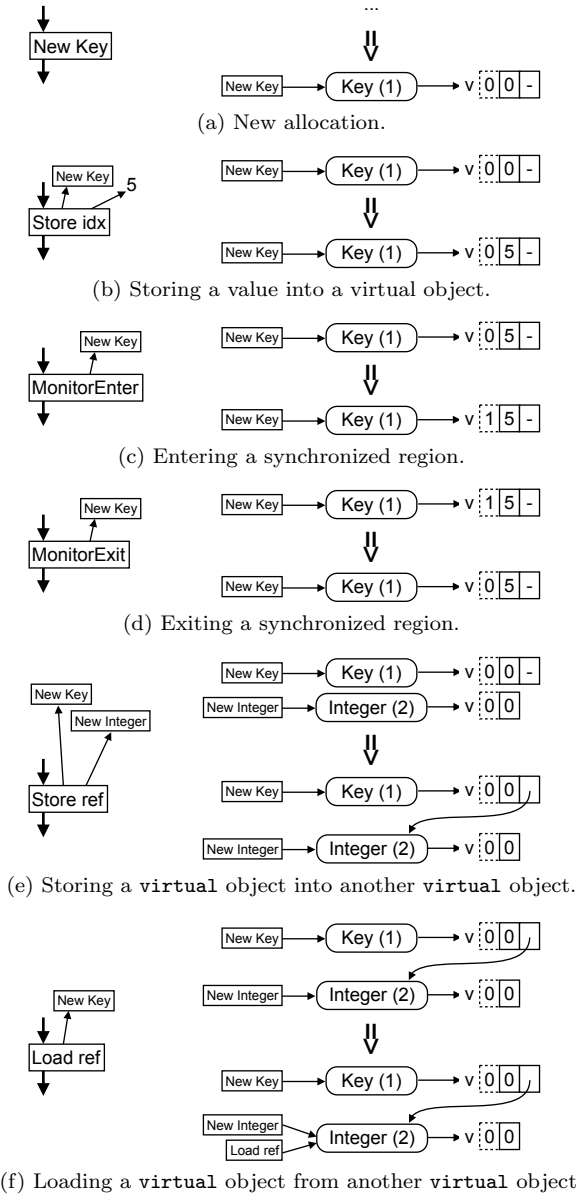 ...
New Key
New Key Key (1) v 0 0 -
(a) New allocation.
New Key 5
Store idx
New Key Key (1) v 0 0 -
New Key Key (1) v 0 5 -
(b) Storing a value into a virtual object.
New Key
MonitorEnter
New Key Key (1) v 0 5 -
New Key Key (1) v 1 5 -
(c) Entering a synchronized region.
New Key
MonitorExit
New Key Key (1) v 1 5 -
New Key Key (1) v 0 5 -
(d) Exiting a synchronized region.
New Key
New Integer
Store ref
New Key Key (1) v 0 0 -
New Integer Integer (2) v 0 0
New Key Key (1) v 0 0
New Integer Integer (2) v 0 0
(e) Storing a virtual object into another virtual object.
New Key
Load ref
New Key Key (1) v 0 0
New Integer Integer (2) v 0 0
New Key Key (1) v 0 0
New Integer
Load ref
Integer (2) v 0 0
(f) Loading a virtual object from another virtual object